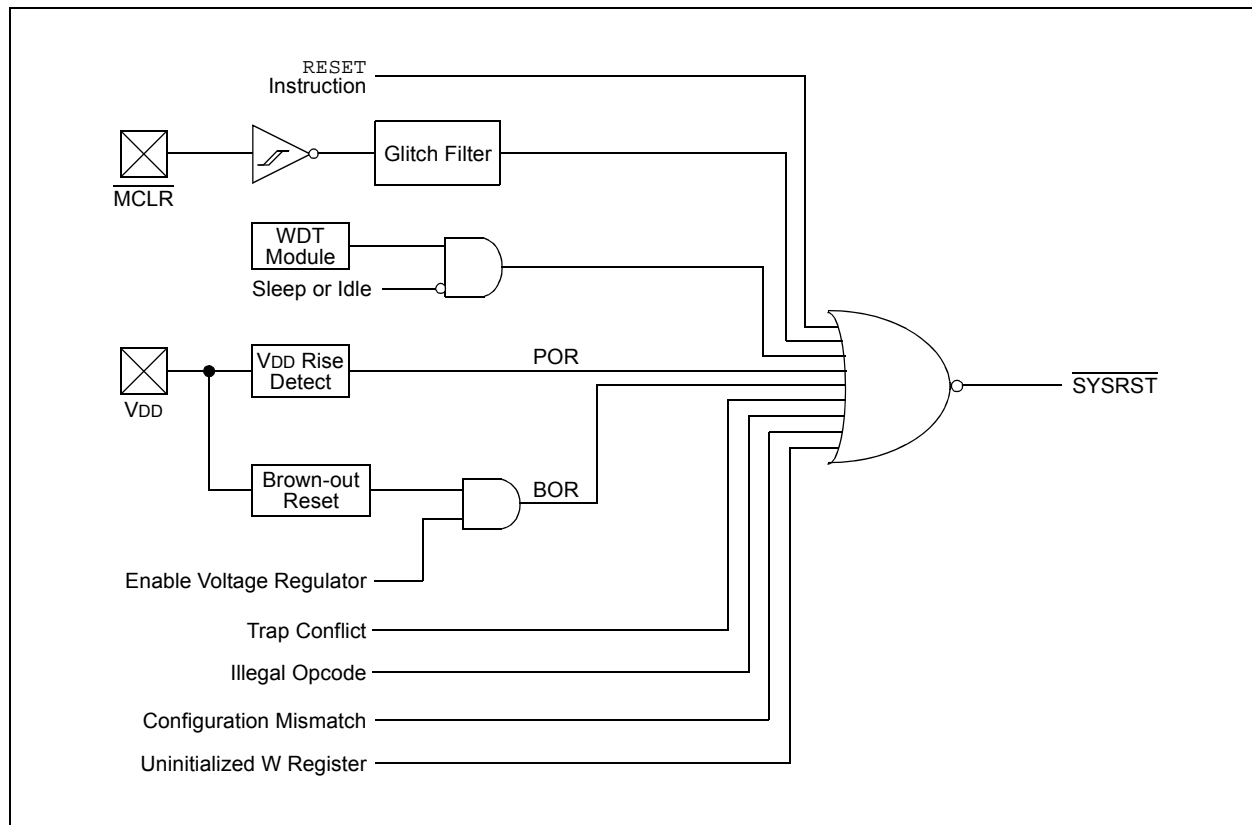 RESET
Instruction
Glitch Filter
MCLR
WDT
Module
Sleep or Idle
VDD Rise
Detect
POR
VDD
SYSRST
Brown-out
Reset
BOR
Enable Voltage Regulator
Trap Conflict
Illegal Opcode
Configuration Mismatch
Uninitialized W Register